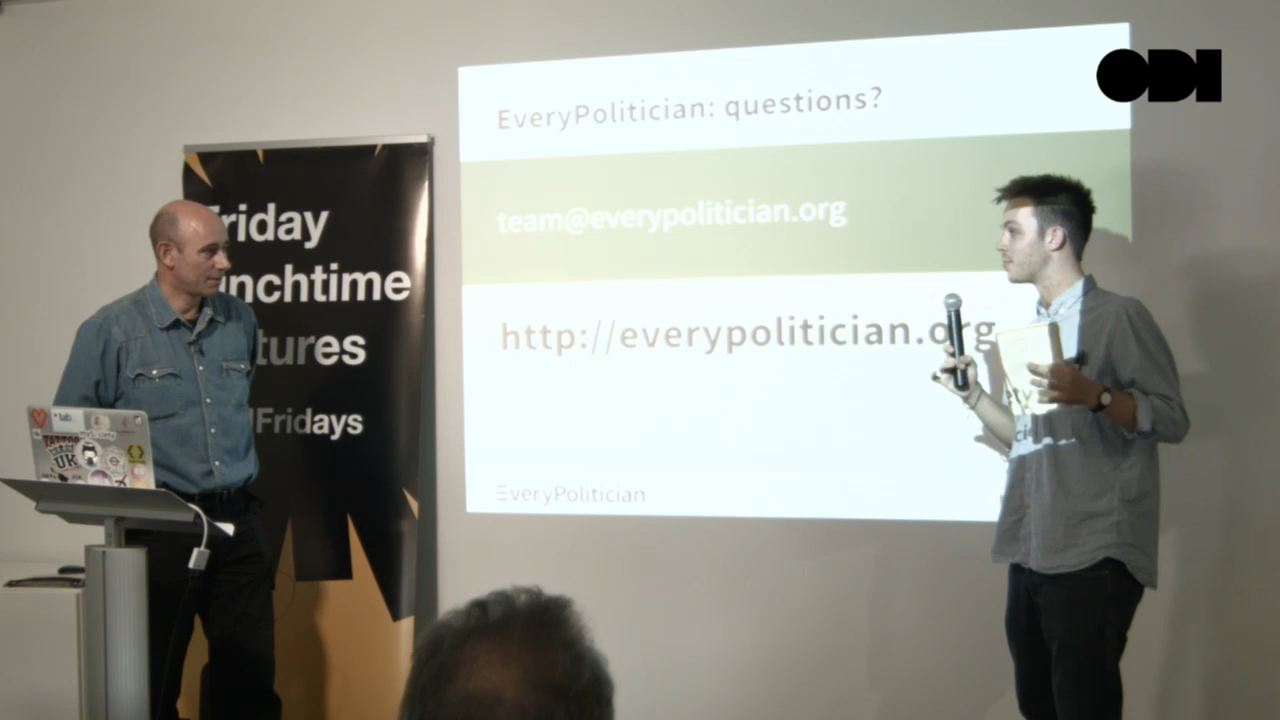 ODI
EveryPolitician: questions?
team@everypolitician.org
http://everypolitician.org
EveryPolitician
riday
nchtime
tures
Fridays
UK